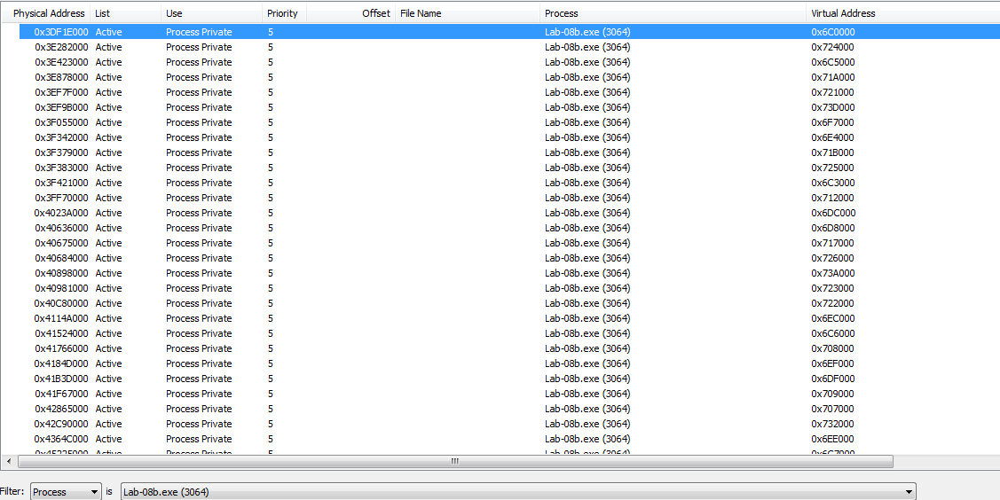 Physical Address List Use Priority Offset File Name Process Virtual Address
0x3DF1E000 Active Process Private 5 Lab-08b.exe (3064) 0x6C0000
0x3E282000 Active Process Private 5 Lab-08b.exe (3064) 0x724000
0x3E423000 Active Process Private 5 Lab-08b.exe (3064) 0x6C5000
0x3E878000 Active Process Private 5 Lab-08b.exe (3064) 0x71A000
0x3EF7F000 Active Process Private 5 Lab-08b.exe (3064) 0x721000
0x3EF9B000 Active Process Private 5 Lab-08b.exe (3064) 0x73D000
0x3F055000 Active Process Private 5 Lab-08b.exe (3064) 0x6F7000
0x3F342000 Active Process Private 5 Lab-08b.exe (3064) 0x6E4000
0x3F379000 Active Process Private 5 Lab-08b.exe (3064) 0x71B000
0x3F383000 Active Process Private 5 Lab-08b.exe (3064) 0x725000
0x3F421000 Active Process Private 5 Lab-08b.exe (3064) 0x6C3000
0x3FF70000 Active Process Private 5 Lab-08b.exe (3064) 0x712000
0x4023A000 Active Process Private 5 Lab-08b.exe (3064) 0x6DC000
0x40636000 Active Process Private 5 Lab-08b.exe (3064) 0x6D8000
0x40675000 Active Process Private 5 Lab-08b.exe (3064) 0x717000
0x40684000 Active Process Private 5 Lab-08b.exe (3064) 0x726000
0x40898000 Active Process Private 5 Lab-08b.exe (3064) 0x73A000
0x40981000 Active Process Private 5 Lab-08b.exe (3064) 0x723000
0x40C80000 Active Process Private 5 Lab-08b.exe (3064) 0x722000
0x4114A000 Active Process Private 5 Lab-08b.exe (3064) 0x6EC000
0x41524000 Active Process Private 5 Lab-08b.exe (3064) 0x6C6000
0x41766000 Active Process Private 5 Lab-08b.exe (3064) 0x708000
0x4184D000 Active Process Private 5 Lab-08b.exe (3064) 0x6EF000
0x41B3D000 Active Process Private 5 Lab-08b.exe (3064) 0x6DF000
0x41F67000 Active Process Private 5 Lab-08b.exe (3064) 0x709000
0x42865000 Active Process Private 5 Lab-08b.exe (3064) 0x707000
0x42C90000 Active Process Private 5 Lab-08b.exe (3064) 0x732000
0x4364C000 Active Process Private 5 Lab-08b.exe (3064) 0x6EE000
Active Process Private 5 Lab-08b.exe (3064)
Filter: Process is Lab-08b.exe (3064)